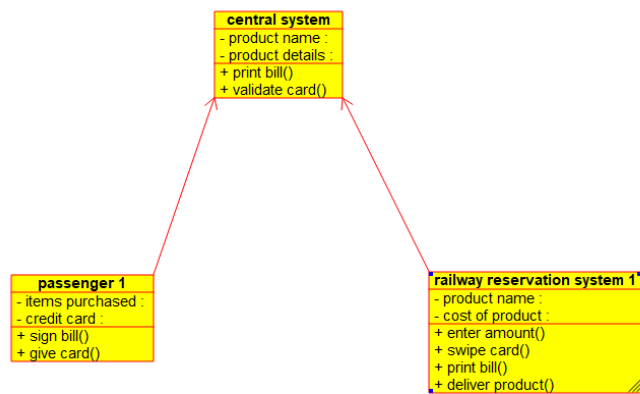 central system
- product name :
- product details :
+ print bill()
+ validate card()
passenger 1
- items purchased :
- credit card :
+ sign bill()
+ give card()
railway reservation system 1
- product name :
- cost of product :
+ enter amount()
+ swipe card()
+ print bill()
+ deliver product()